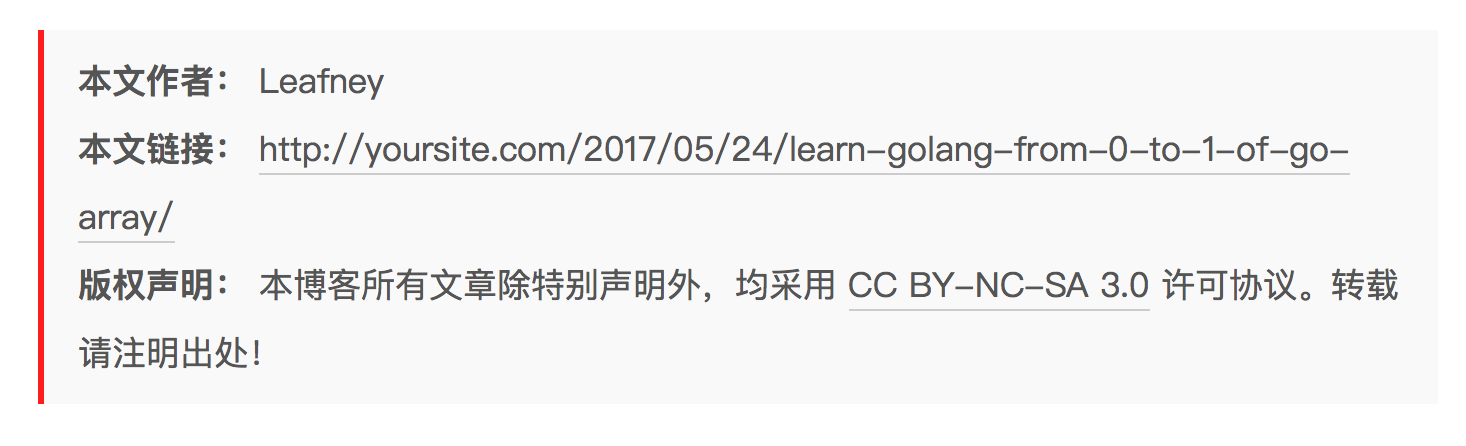 本文作者： Leafney
本文链接： http://yoursite.com/2017/05/24/learn-golang-from-0-to-1-of-go-
array/
版权声明： 本博客所有文章除特别声明外，均采用 CC BY-NC-SA 3.0 许可协议。转载
请注明出处！